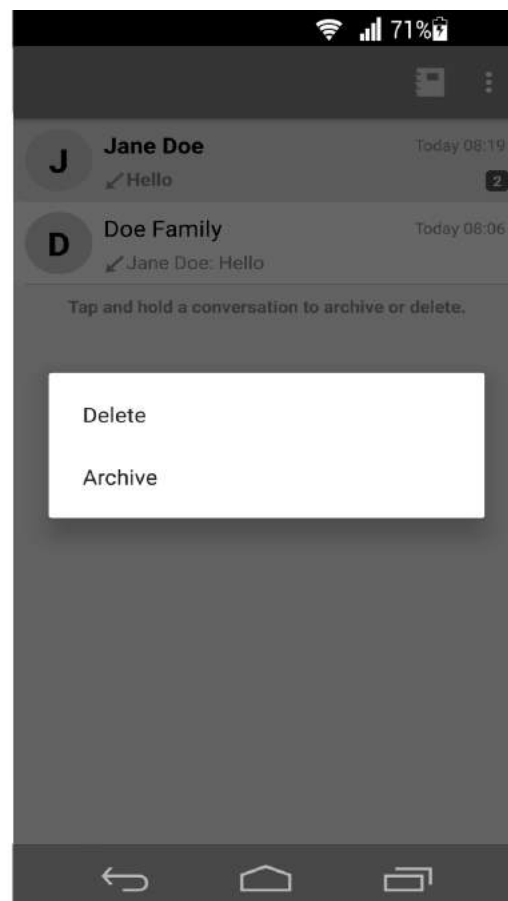 71%
J
Jane Doe
Today 08:19
Hello
2
D
Doe Family
Today 08:06
Jane Doe: Hello
Tap and hold a conversation to archive or delete.
Delete
Archive